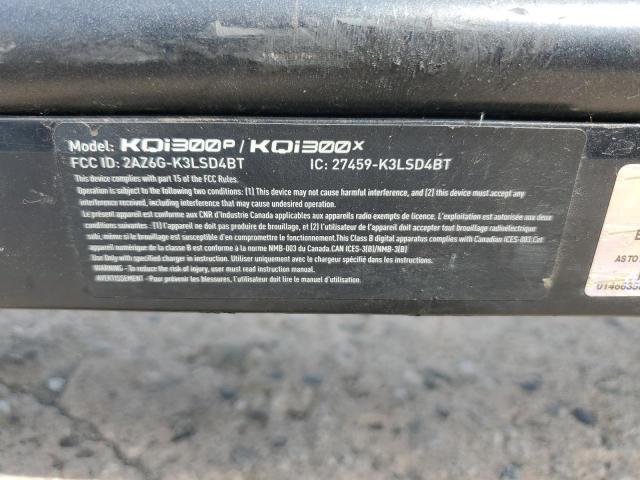 Model: KQi300P / KQi300X
FCC ID: 2AZ6G-K3LSD4BT IC: 27459-K3LSD4BT
This device complies with part 15 of the FCC Rules.
Operation is subject to the following two conditions: (1) This device may not cause harmful interference, and (2) this device must accept any
interference received, including interference that may cause undesired operation.
Le présent appareil est conforme aux CNR d'Industrie Canada applicables aux appareils radio exempts de licence. L'exploitation est autorisée aux deux
conditions suivantes : (1) l'appareil ne doit pas produire de brouillage, et (2) l'utilisateur de l'appareil doit accepter tout brouillage radioélectrique
subi, même si le brouillage est susceptible d'en compromettre le fonctionnement.This Class B digital apparatus complies with Canadian ICES-003.Cet
appareil numérique de la classe B est conforme à la norme NMB-003 du Canada.CAN ICES-3(B)/NMB-3(B)
Use Only with specified charger in instructions. Utiliser exclusivement avec le chargeur spécifié dans les instructions.
WARNING - To reduce the risk of injury, user must read instruction manual.
AVERTISSEMENT - Pour prévenir les blessures, l'utilisateur doit lire le manuel d'utilisation.
AS TO